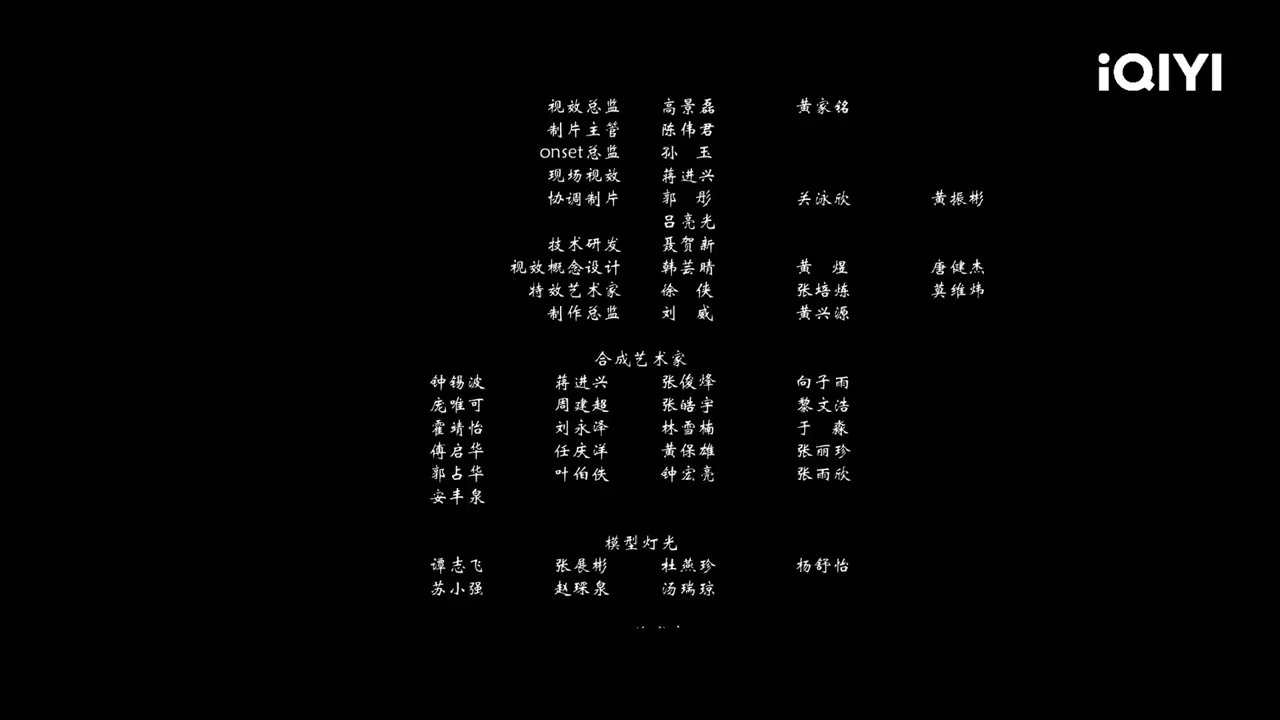 iQIYI
视效总监 高景磊 黄家铭
制片主管 陈伟君
onset总监 孙 玉
现场视效 蒋进兴
协调制片 郭 彤 关泳欣 黄振彬
吕亮光
技术研发 聂贺新
视效概念设计 韩芸晴 黄 煜 唐健杰
特效艺术家 徐 侠 张培炼 莫维炜
制作总监 刘 威 黄兴源
合成艺术家
钟锡波 蒋进兴 张俊烽 向子雨
庞唯可 周建超 张皓宇 黎文浩
霍靖怡 刘永泽 林雪楠 于 淼
傅启华 任庆洋 黄保雄 张丽珍
郭占华 叶伯佚 钟宏亮 张雨欣
安丰泉
模型灯光
谭志飞 张展彬 杜燕珍 杨舒怡
苏小强 赵琛泉 汤瑞琼